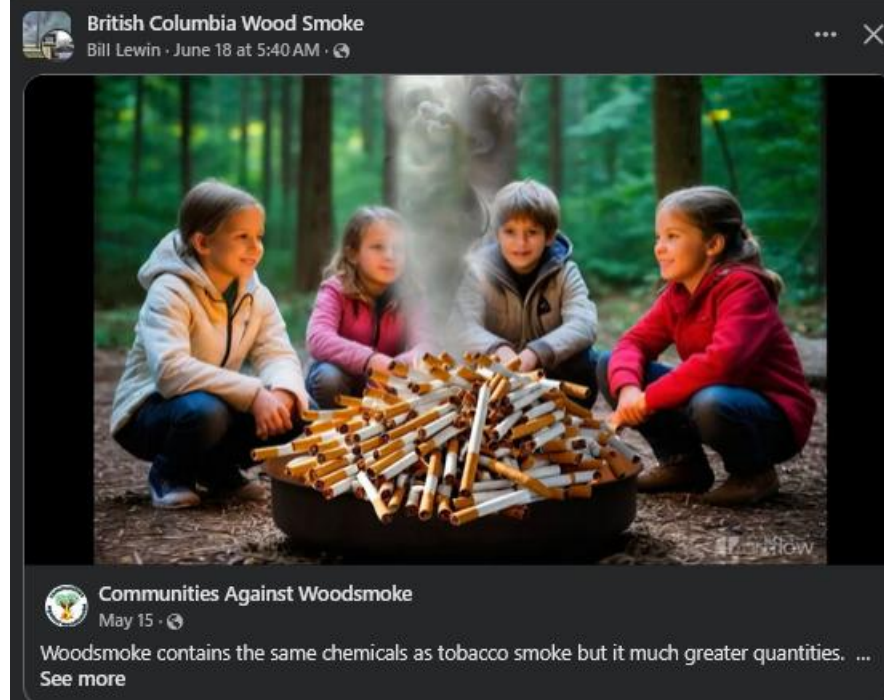 British Columbia Wood Smoke
Bill Lewin · June 18 at 5:40 AM ·
Communities Against Woodsmoke
May 15 ·
Woodsmoke contains the same chemicals as tobacco smoke but it much greater quantities. ...
See more